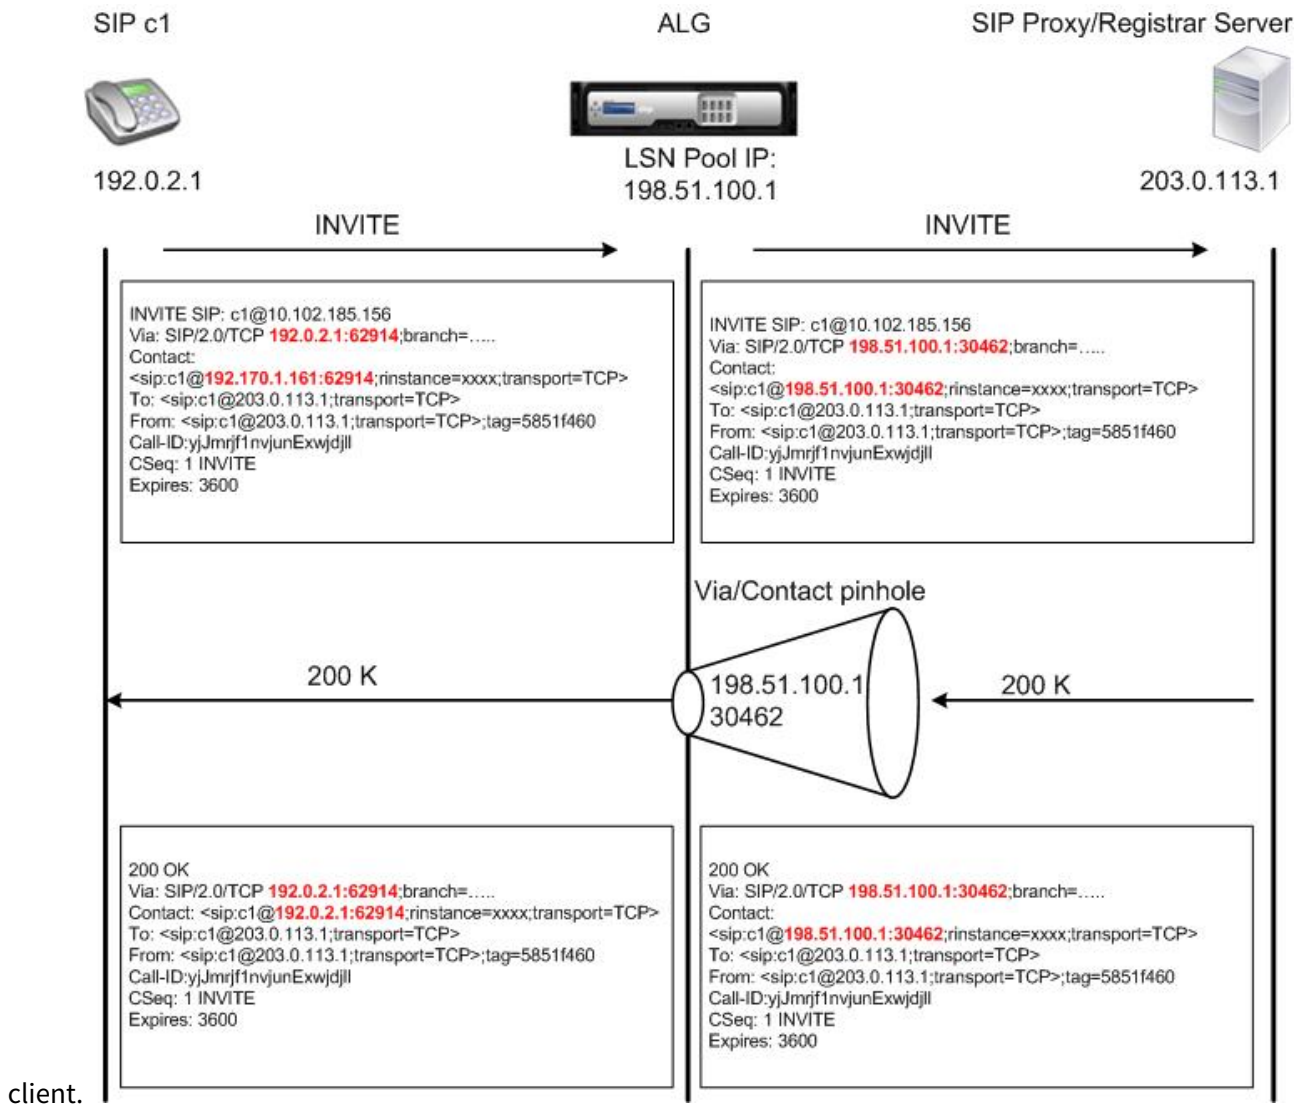 SIP c1
ALG
SIP Proxy/Registrar Server
192.0.2.1
LSN Pool IP:
198.51.100.1
203.0.113.1
INVITE
INVITE
INVITE SIP: c1@10.102.185.156
Via: SIP/2.0/TCP 192.0.2.1:62914;branch=.....
Contact:
<sip:c1@192.170.1.161:62914;rinstance=xxxx;transport=TCP>
To: <sip:c1@203.0.113.1;transport=TCP>
From: <sip:c1@203.0.113.1;transport=TCP>;tag=5851f460
Call-ID:yjJmrjf1nvjunExwjdjll
CSeq: 1 INVITE
Expires: 3600
INVITE SIP: c1@10.102.185.156
Via: SIP/2.0/TCP 198.51.100.1:30462;branch=.....
Contact:
<sip:c1@198.51.100.1:30462;rinstance=xxxx;transport=TCP>
To: <sip:c1@203.0.113.1;transport=TCP>
From: <sip:c1@203.0.113.1;transport=TCP>;tag=5851f460
Call-ID:yjJmrjf1nvjunExwjdjll
CSeq: 1 INVITE
Expires: 3600
Via/Contact pinhole
200 K
198.51.100.1
30462
200 K
200 OK
Via: SIP/2.0/TCP 192.0.2.1:62914;branch=.....
Contact: <sip:c1@192.0.2.1:62914;rinstance=xxxx;transport=TCP>
To: <sip:c1@203.0.113.1;transport=TCP>
From: <sip:c1@203.0.113.1;transport=TCP>;tag=5851f460
Call-ID:yjJmrjf1nvjunExwjdjll
CSeq: 1 INVITE
Expires: 3600
200 OK
Via: SIP/2.0/TCP 198.51.100.1:30462;branch=.....
Contact:
<sip:c1@198.51.100.1:30462;rinstance=xxxx;transport=TCP>
To: <sip:c1@203.0.113.1;transport=TCP>
From: <sip:c1@203.0.113.1;transport=TCP>;tag=5851f460
Call-ID:yjJmrjf1nvjunExwjdjll
CSeq: 1 INVITE
Expires: 3600
client.